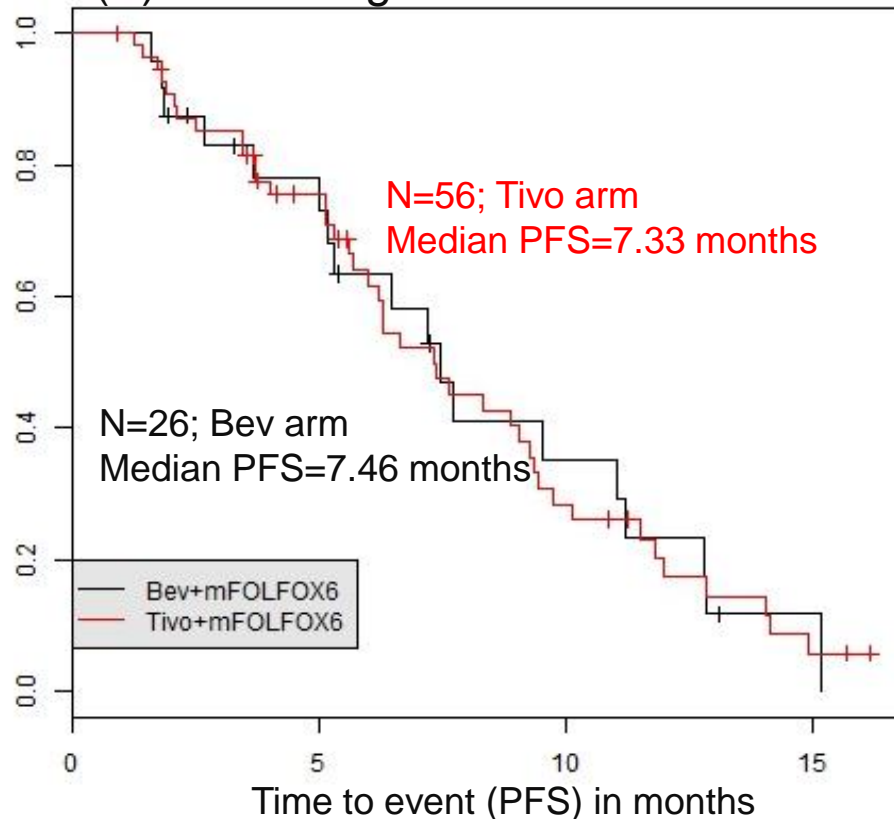 1.0
0.8
0.6
0.4
0.2
0.0
N=56; Tivo arm
Median PFS=7.33 months
N=26; Bev arm
Median PFS=7.46 months
Bev+mFOLFOX6
Tivo+mFOLFOX6
0 5 10 15
Time to event (PFS) in months